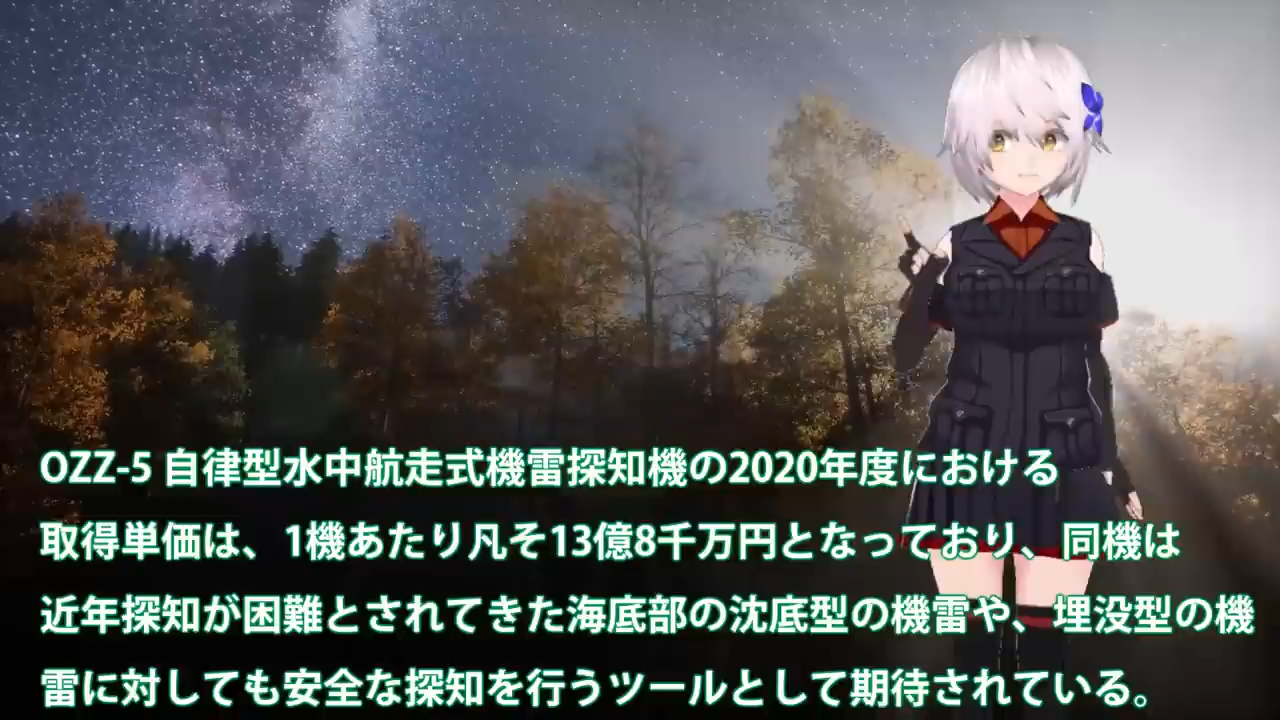 OZZ-5 自律型水中航走式機雷探知機の2020年度における
取得単価は、1機あたり凡そ13億8千万円となっており、同機は
近年探知が困難とされてきた海底部の沈底型の機雷や、埋没型の機
雷に対しても安全な探知を行うツールとして期待されている。